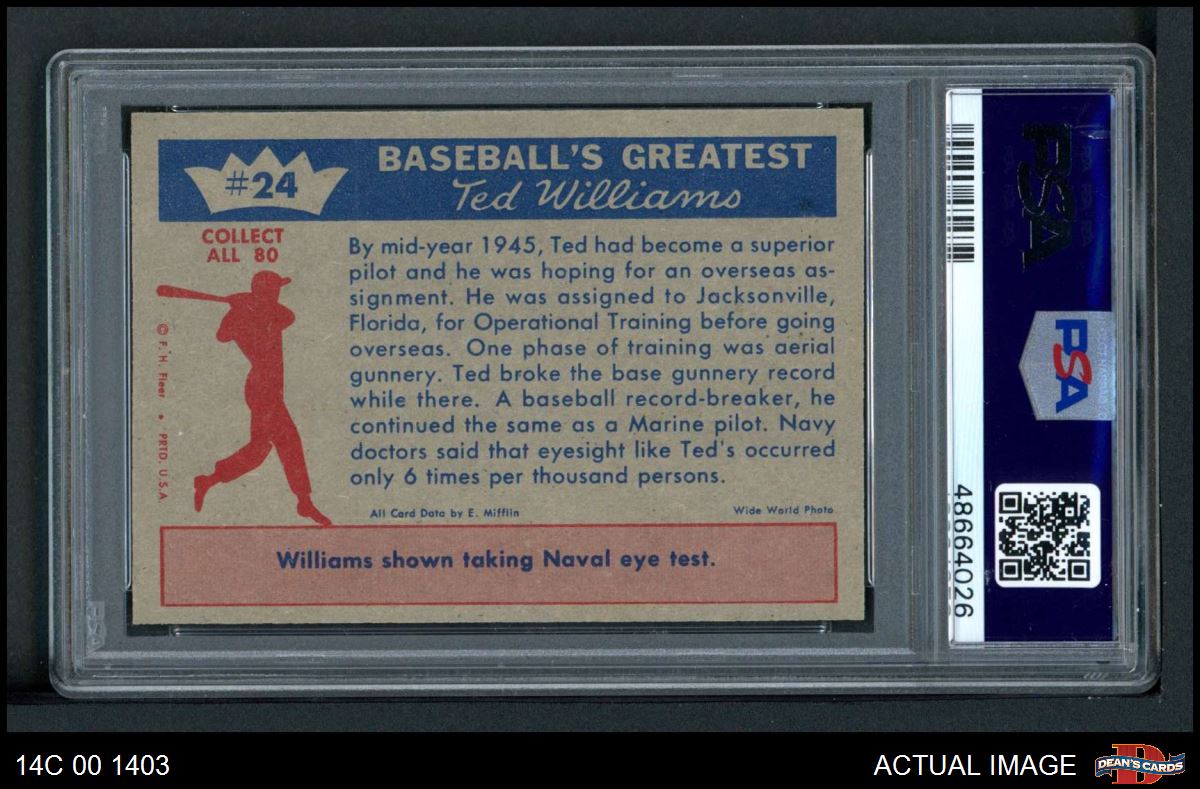 #24
BASEBALL'S GREATEST
Ted Williams
COLLECT
ALL 80
By mid-year 1945, Ted had become a superior
pilot and he was hoping for an overseas as-
signment. He was assigned to Jacksonville,
Florida, for Operational Training before going
overseas. One phase of training was aerial
gunnery. Ted broke the base gunnery record
while there. A baseball record-breaker, he
continued the same as a Marine pilot. Navy
doctors said that eyesight like Ted's occurred
only 6 times per thousand persons.
© F. H. Fleer • PRTD. U.S.A.
All Card Data by E. Mifflin
Wide World Photo
Williams shown taking Naval eye test.
PSA
PSA
48664026
14C 00 1403
ACTUAL IMAGE
D
DEAN'S CARDS